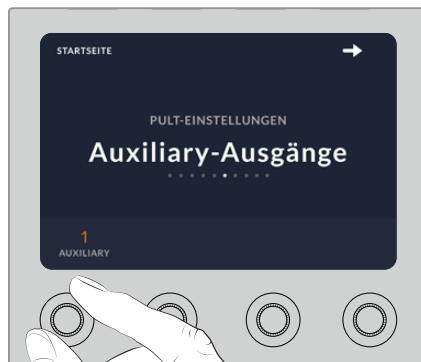 STARTSEITE
PULT-EINSTELLUNGEN
Auxiliary-Ausgänge
1
AUXILIARY